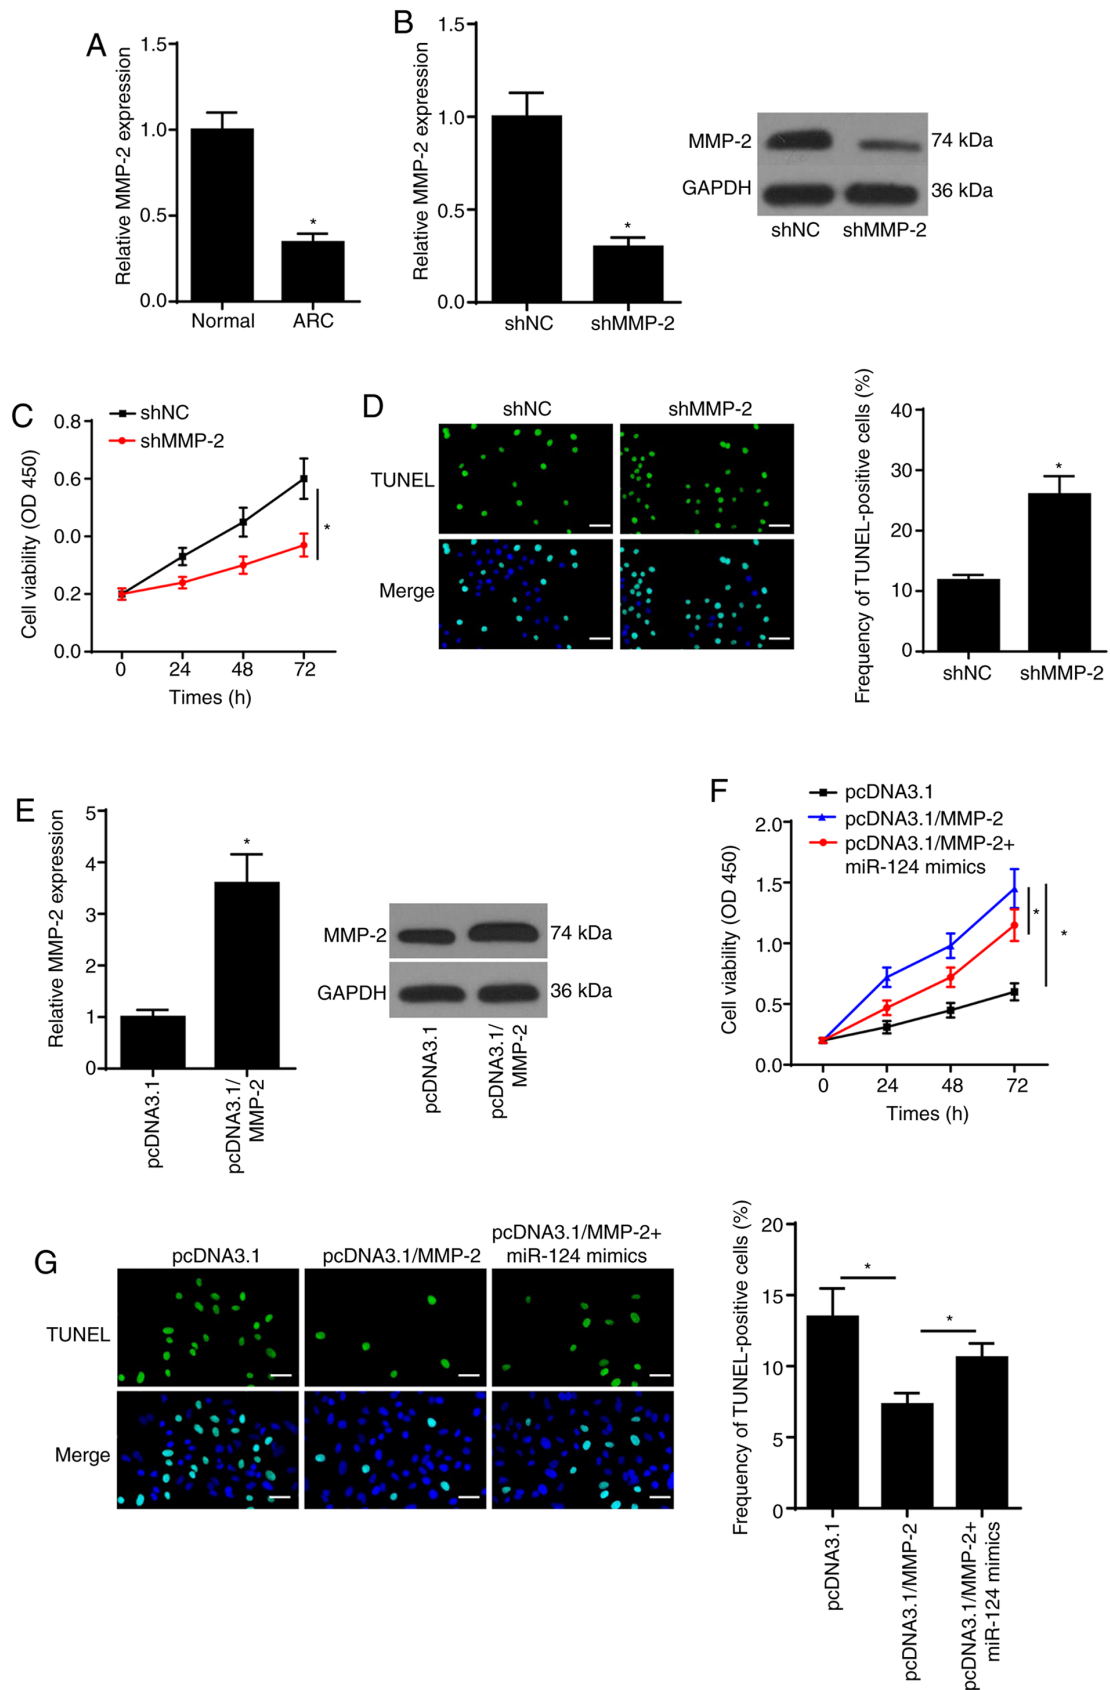 A
Relative MMP-2 expression
1.5
1.0
0.5
0.0
*
Normal
ARC
B
Relative MMP-2 expression
1.5
1.0
0.5
0.0
*
shNC
shMMP-2
MMP-2
74 kDa
GAPDH
36 kDa
shNC
shMMP-2
C
shNC
shMMP-2
Cell viability (OD 450)
0.8
0.6
0.0
0.2
0.0
*
0
24
48
72
Times (h)
D
shNC
shMMP-2
TUNEL
Merge
Frequency of TUNEL-positive cells (%)
40
30
20
10
0
*
shNC
shMMP-2
E
Relative MMP-2 expression
5
4
3
2
1
0
*
pcDNA3.1
pcDNA3.1/
MMP-2
MMP-2
74 kDa
GAPDH
36 kDa
pcDNA3.1
pcDNA3.1/
MMP-2
F
pcDNA3.1
pcDNA3.1/MMP-2
pcDNA3.1/MMP-2+
miR-124 mimics
Cell viability (OD 450)
2.0
1.5
1.0
0.5
0.0
*
*
0
24
48
72
Times (h)
G
pcDNA3.1
pcDNA3.1/MMP-2
pcDNA3.1/MMP-2+
miR-124 mimics
TUNEL
Merge
Frequency of TUNEL-positive cells (%)
20
15
10
5
0
*
*
pcDNA3.1
pcDNA3.1/MMP-2
pcDNA3.1/MMP-2+
miR-124 mimics